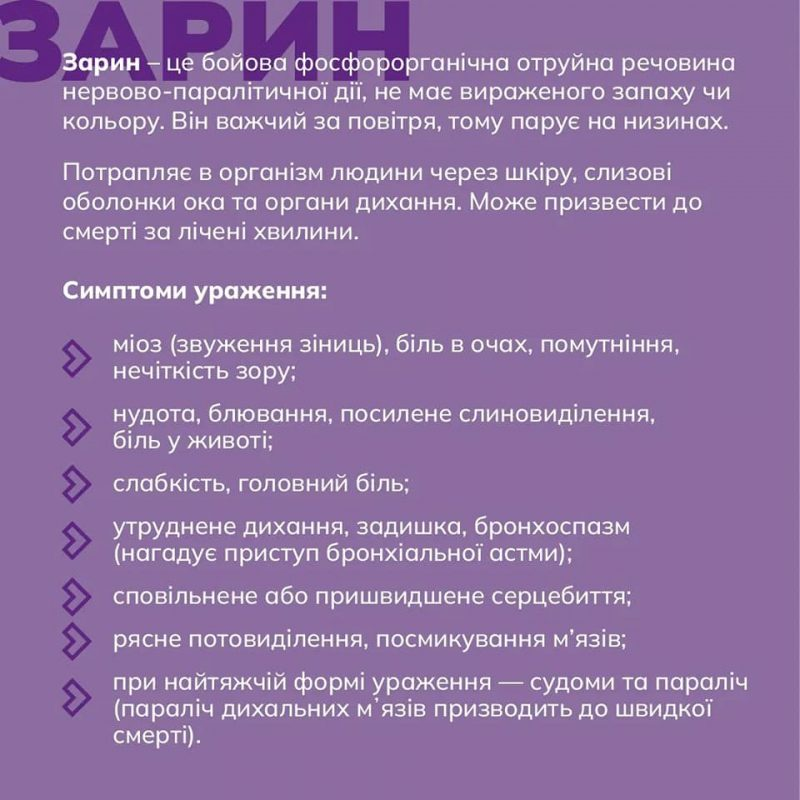 ЗАРИН
Зарин – це бойова фосфорорганічна отруйна речовина
нервово-паралітичної дії, не має вираженого запаху чи
кольору. Він важчий за повітря, тому парує на низинах.
Потрапляє в організм людини через шкіру, слизові
оболонки ока та органи дихання. Може призвести до
смерті за лічені хвилини.
Симптоми ураження:
міоз (звуження зіниць), біль в очах, помутніння,
нечіткість зору;
нудота, блювання, посилене слиновиділення,
біль у животі;
слабкість, головний біль;
утруднене дихання, задишка, бронхоспазм
(нагадує приступ бронхіальної астми);
сповільнене або пришвидшене серцебиття;
рясне потовиділення, посмикування м’язів;
при найтяжчій формі ураження — судоми та параліч
(параліч дихальних м’язів призводить до швидкої
смерті).